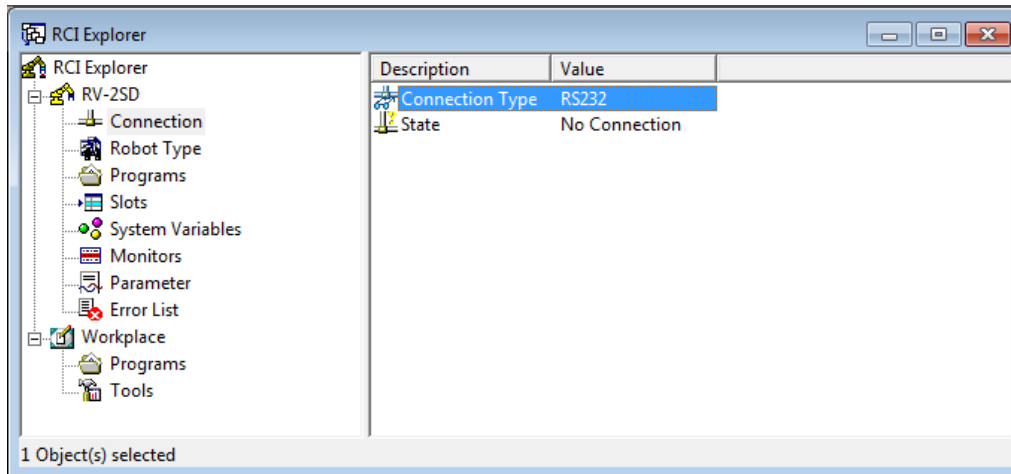 RCI Explorer
RCI Explorer
RV-2SD
Connection
Robot Type
Programs
Slots
System Variables
Monitors
Parameter
Error List
Workplace
Programs
Tools
Description Value
Connection Type RS232
State No Connection
1 Object(s) selected